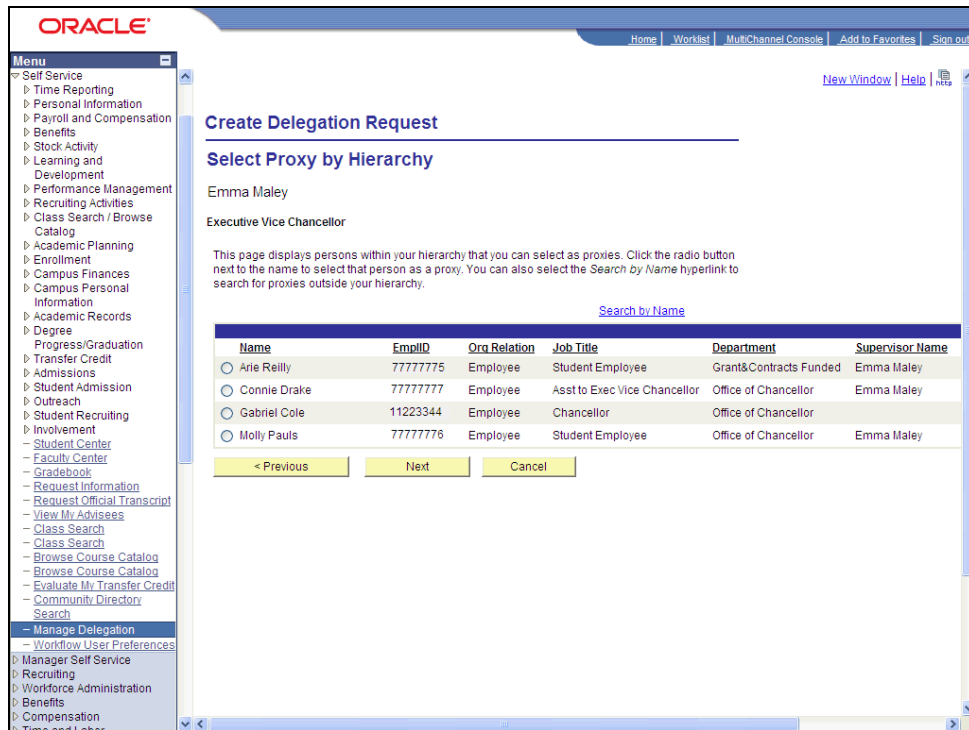 ORACLE
Home | Worklist | MultiChannel Console | Add to Favorites | Sign out
Menu
Self Service
Time Reporting
Personal Information
Payroll and Compensation
Benefits
Stock Activity
Learning and
Development
Performance Management
Recruiting Activities
Class Search / Browse
Catalog
Academic Planning
Enrollment
Campus Finances
Campus Personal
Information
Academic Records
Degree
Progress/Graduation
Transfer Credit
Admissions
Student Admission
Outreach
Student Recruiting
Involvement
Student Center
Faculty Center
Gradebook
Request Information
Request Official Transcript
View My Advisees
Class Search
Class Search
Browse Course Catalog
Browse Course Catalog
Evaluate My Transfer Credit
Community Directory
Search
Manage Delegation
Workflow User Preferences
Manager Self Service
Recruiting
Workforce Administration
Benefits
Compensation
Time and Labor
New Window | Help | http
Create Delegation Request
Select Proxy by Hierarchy
Emma Maley
Executive Vice Chancellor
This page displays persons within your hierarchy that you can select as proxies. Click the radio button
next to the name to select that person as a proxy. You can also select the Search by Name hyperlink to
search for proxies outside your hierarchy.
Search by Name
Name EmplID Org Relation Job Title Department Supervisor Name
Arie Reilly 77777775 Employee Student Employee Grant&Contracts Funded Emma Maley
Connie Drake 77777777 Employee Asst to Exec Vice Chancellor Office of Chancellor Emma Maley
Gabriel Cole 11223344 Employee Chancellor Office of Chancellor
Molly Pauls 77777776 Employee Student Employee Office of Chancellor Emma Maley
< Previous Next Cancel